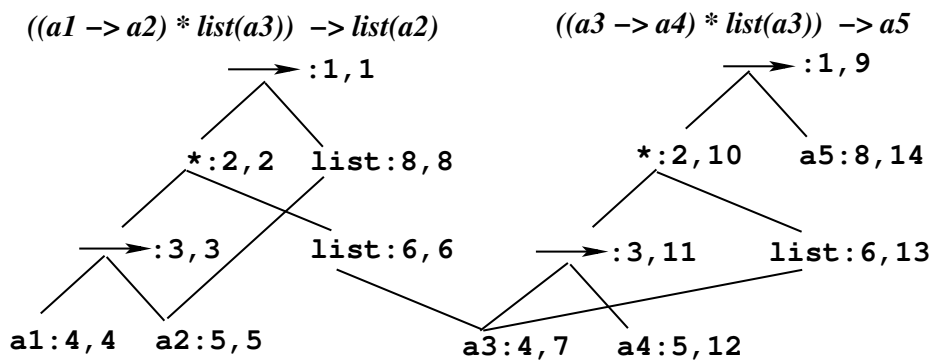 ((a1 −> a2) * list(a3)) −> list(a2)
((a3 −> a4) * list(a3)) −> a5
:1,1
:1,9
*:2,2
list:8,8
*:2,10
a5:8,14
:3,3
list:6,6
:3,11
list:6,13
a1:4,4
a2:5,5
a3:4,7
a4:5,12